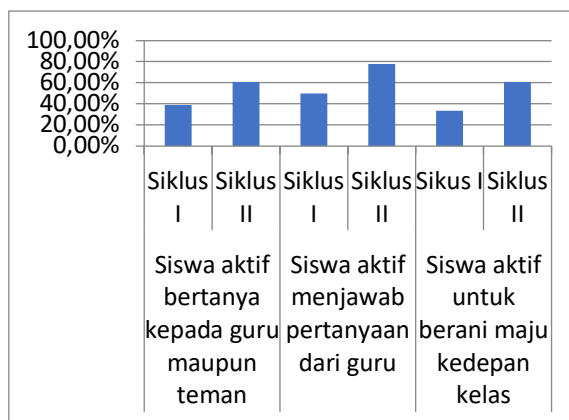 100,00%
80,00%
60,00%
40,00%
20,00%
0,00%
Siklus I
Siklus II
Siklus I
Siklus II
Sikus I
Siklus II
Siswa aktif
bertanya
kepada guru
maupun
teman
Siswa aktif
menjawab
pertanyaan
dari guru
Siswa aktif
untuk
berani maju
kedepan
kelas